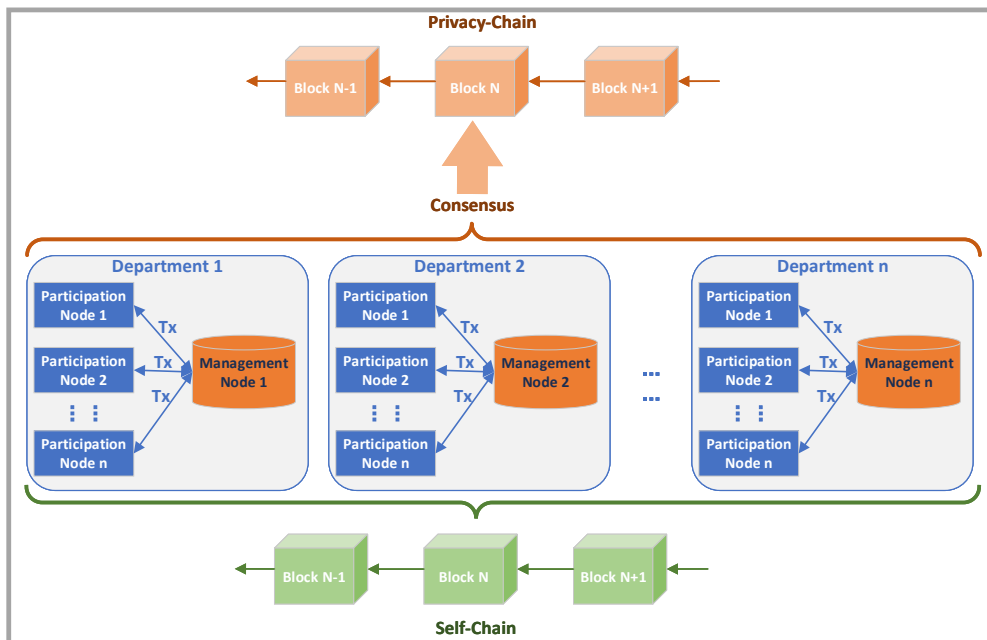 Privacy-Chain
Block N-1
Block N
Block N+1
Consensus
Department 1
Participation
Node 1
Tx
Participation
Node 2
Tx
Tx
Participation
Node n
Management
Node 1
Department 2
Participation
Node 1
Tx
Participation
Node 2
Tx
Tx
Participation
Node n
Management
Node 2
...
...
Department n
Participation
Node 1
Tx
Participation
Node 2
Tx
Tx
Participation
Node n
Management
Node n
Block N-1
Block N
Block N+1
Self-Chain